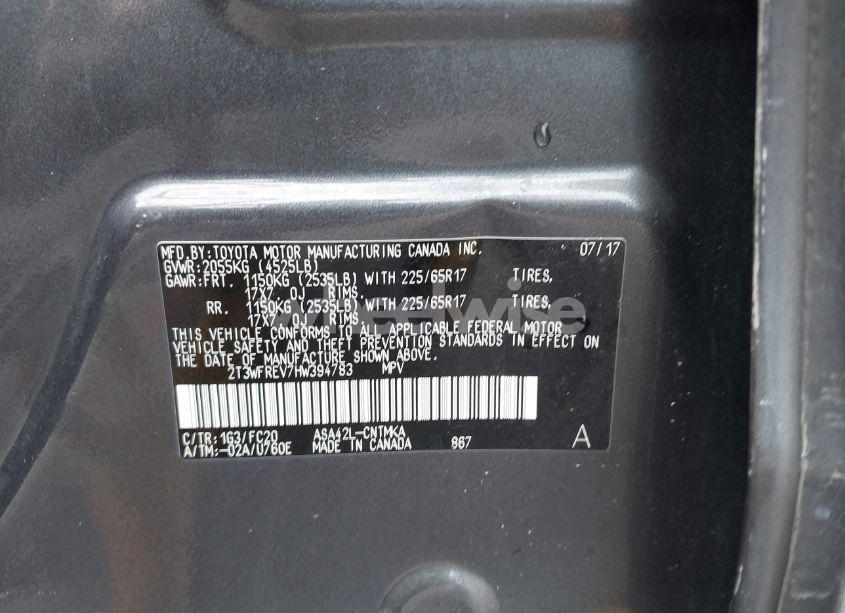 MFD.BY:TOYOTA MOTOR MANUFACTURING CANADA INC. 07/17
GVWR:2055KG (4525LB)
GAWR:FRT. 1150KG (2535LB) WITH 225/65R17 TIRES,
17X7.0J RIMS,
RR. 1150KG (2535LB) WITH 225/65R17 TIRES,
17X7.0J RIMS.
THIS VEHICLE CONFORMS TO ALL APPLICABLE FEDERAL MOTOR
VEHICLE SAFETY AND THEFT PREVENTION STANDARDS IN EFFECT ON
THE DATE OF MANUFACTURE SHOWN ABOVE.
2T3WFREV7HW394783 MPV
C/TR:1G3/FC20 ASA42L-CNTMKA
A/TM:-02A/U760E MADE IN CANADA 867 A